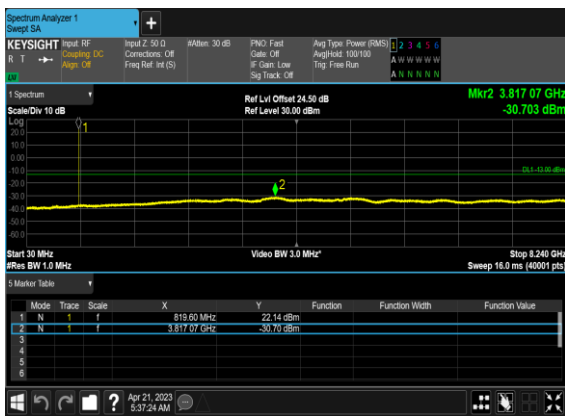 Spectrum Analyzer 1
Swept SA
KEYSIGHT Input: RF Input Z: 50 Ω #Atten: 30 dB PNO: Fast Avg Type: Power (RMS) 1 2 3 4 5 6
R T Coupling: DC Corrections: Off Gate: Off Avg|Hold: 100/100 A W W W W W
Align: Off Freq Ref: Int (S) IF Gain: Low Trig: Free Run
Sig Track: Off A N N N N N
1 Spectrum Ref Lvl Offset 24.50 dB Mkr2 3.817 07 GHz
Scale/Div 10 dB Ref Level 30.00 dBm -30.703 dBm
Log
20.0 1
10.0
0.00
-10.0 DL1 -13.00 dBm
-20.0 2
-30.0
-40.0
-50.0
-60.0
Start 30 MHz Video BW 3.0 MHz* Stop 8.240 GHz
#Res BW 1.0 MHz Sweep 16.0 ms (40001 pts)
5 Marker Table
Mode Trace Scale X Y Function Function Width Function Value
1 N 1 f 819.60 MHz 22.14 dBm
2 N 1 f 3.817 07 GHz -30.70 dBm
3
4
5
6
? Apr 21, 2023
5:37:24 AM